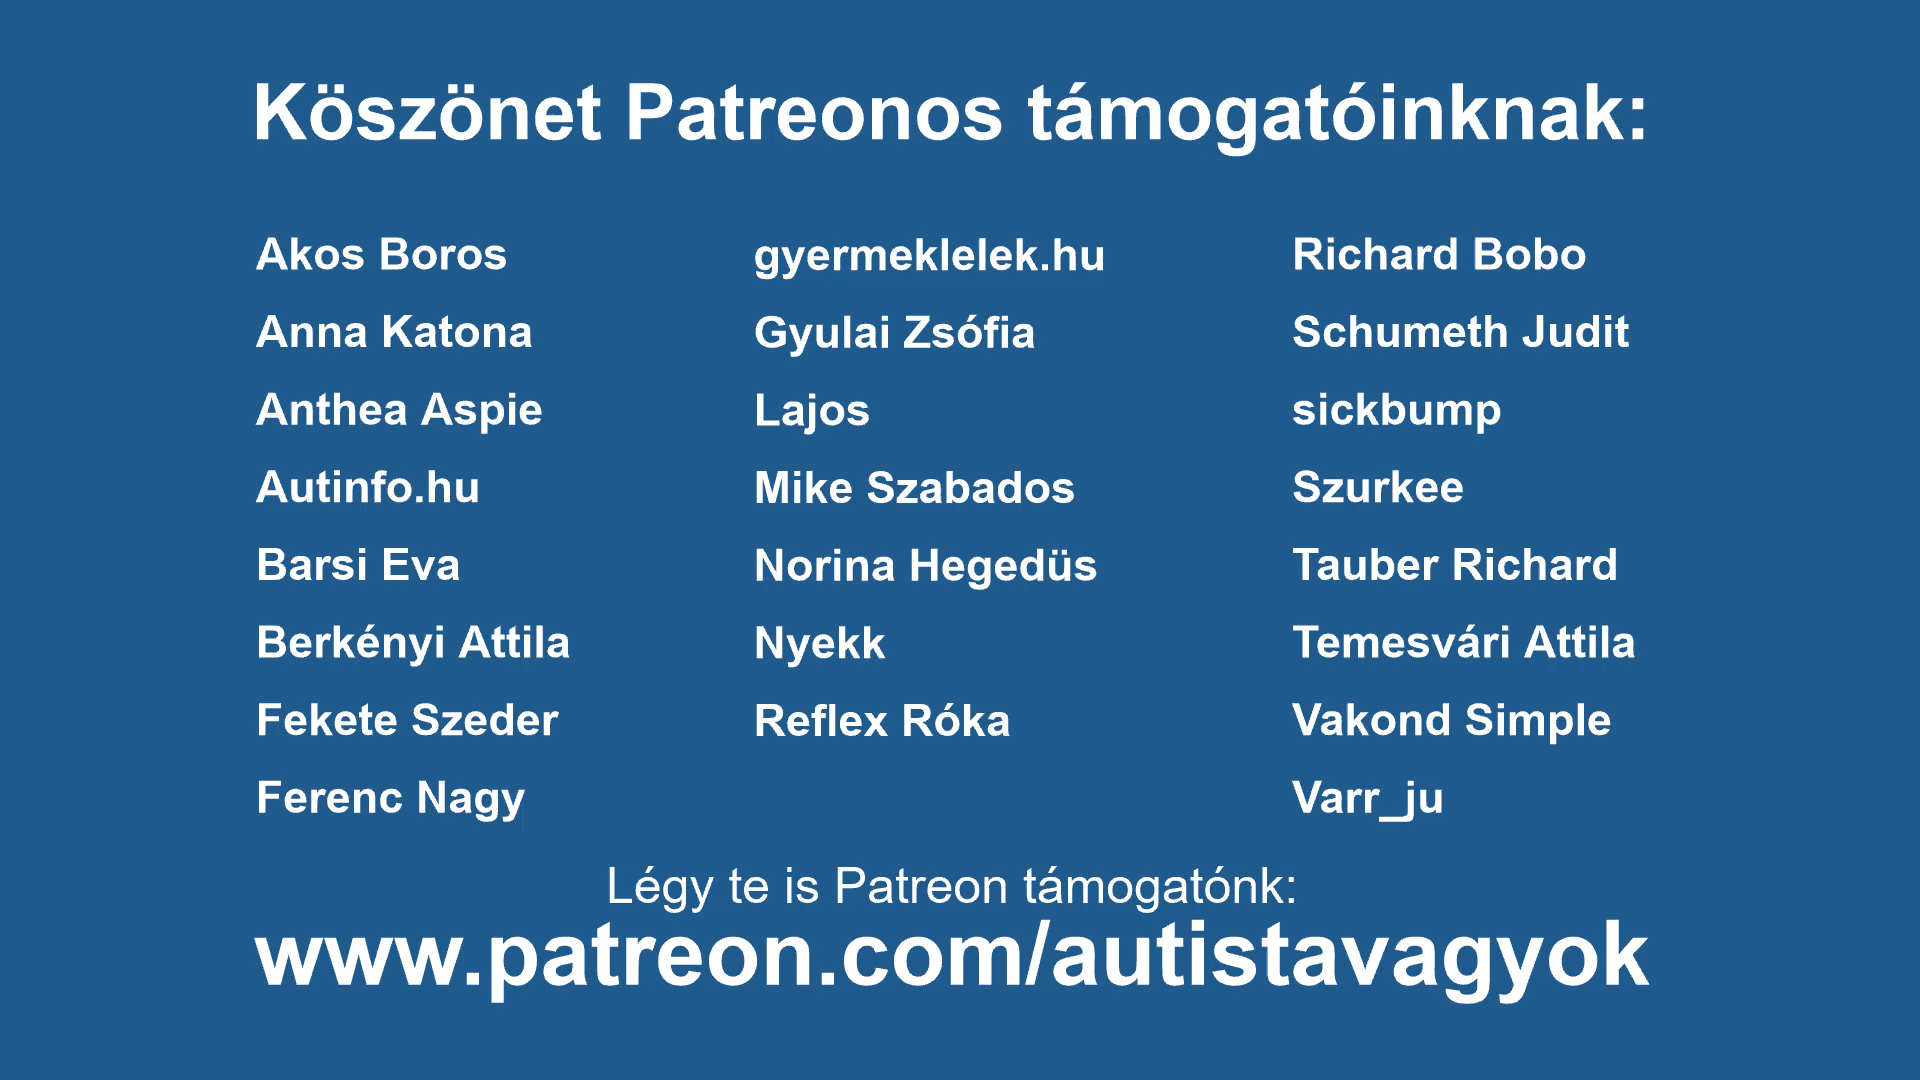 Köszönet Patreonos támogatóinknak:
Akos Boros
Anna Katona
Anthea Aspie
Autinfo.hu
Barsi Eva
Berkényi Attila
Fekete Szeder
Ferenc Nagy
gyermeklelek.hu
Gyulai Zsófia
Lajos
Mike Szabados
Norina Hegedüs
Nyekk
Reflex Róka
Richard Bobo
Schumeth Judit
sickbump
Szurkee
Tauber Richard
Temesvári Attila
Vakond Simple
Varr_ju
Légy te is Patreon támogatónk:
www.patreon.com/autistavagyok